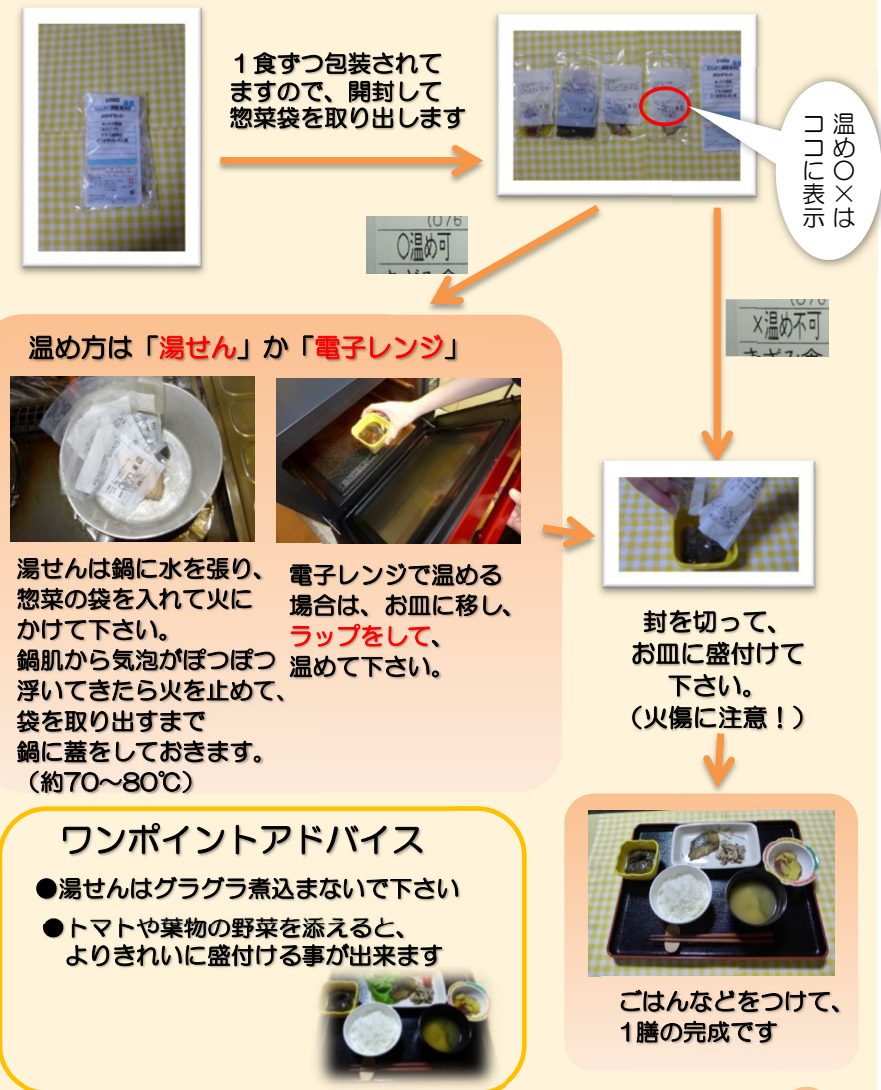 １食ずつ包装されて
ますので、開封して
惣菜袋を取り出します
温め〇×は
ココに表示
〇温め可
×温め不可
温め方は「湯せん」か「電子レンジ」
湯せんは鍋に水を張り、
惣菜の袋を入れて火に
かけて下さい。
鍋肌から気泡がぽつぽつ
浮いてきたら火を止めて、
袋を取り出すまで
鍋に蓋をしておきます。
（約70～80℃）
電子レンジで温める
場合は、お皿に移し、
ラップをして、
温めて下さい。
封を切って、
お皿に盛付けて
下さい。
（火傷に注意！）
ワンポイントアドバイス
●湯せんはグラグラ煮込まないで下さい
●トマトや葉物の野菜を添えると、
よりきれいに盛付ける事が出来ます
ごはんなどをつけて、
1膳の完成です